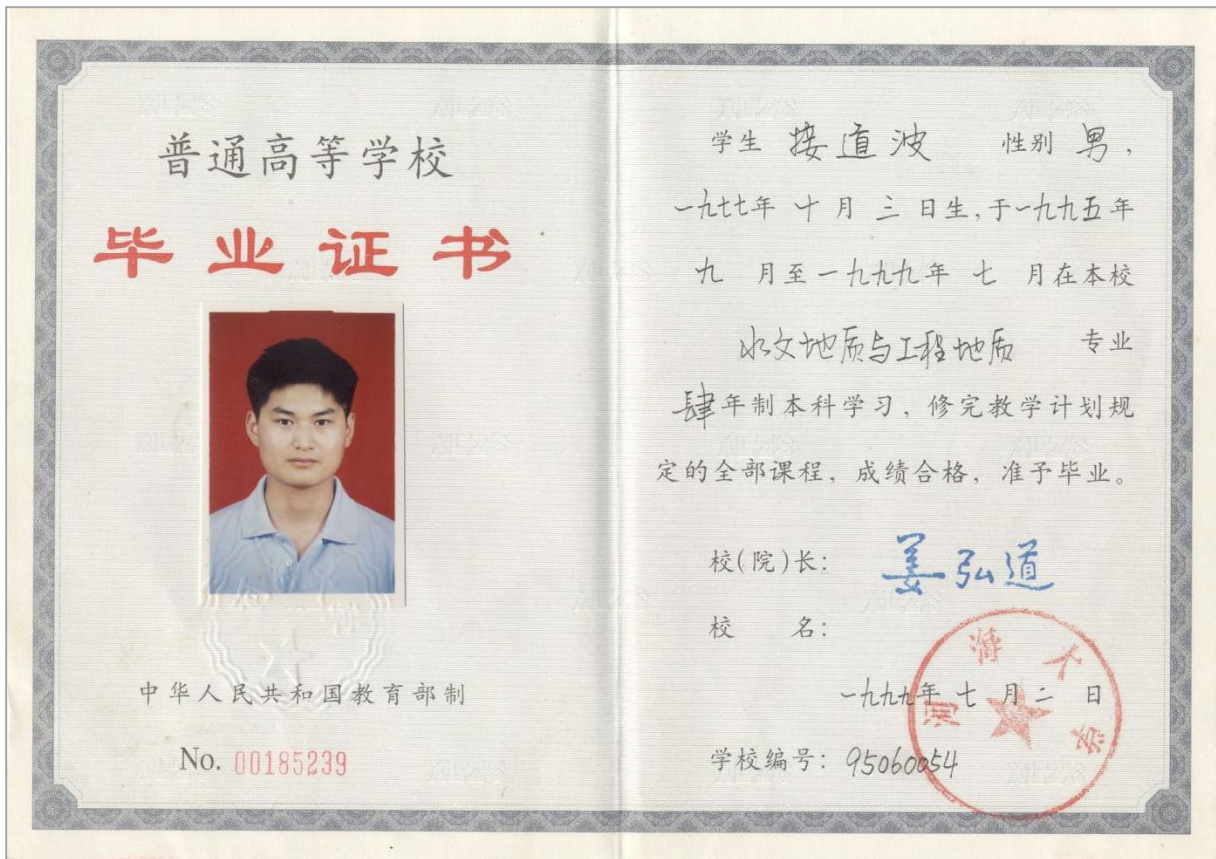 普通高等学校
毕业证书
中华人民共和国教育部制
No. 00185239
学生 接道波 性别 男,
一九七七年 十 月 三 日生,于一九九五年
九 月至一九九九年 七 月在本校
水文地质与工程地质 专业
肆年制本科学习,修完教学计划规
定的全部课程,成绩合格,准予毕业。
校(院)长: 姜弘道
校 名:
河海大学
一九九九年 七 月 二 日
学校编号: 95060054